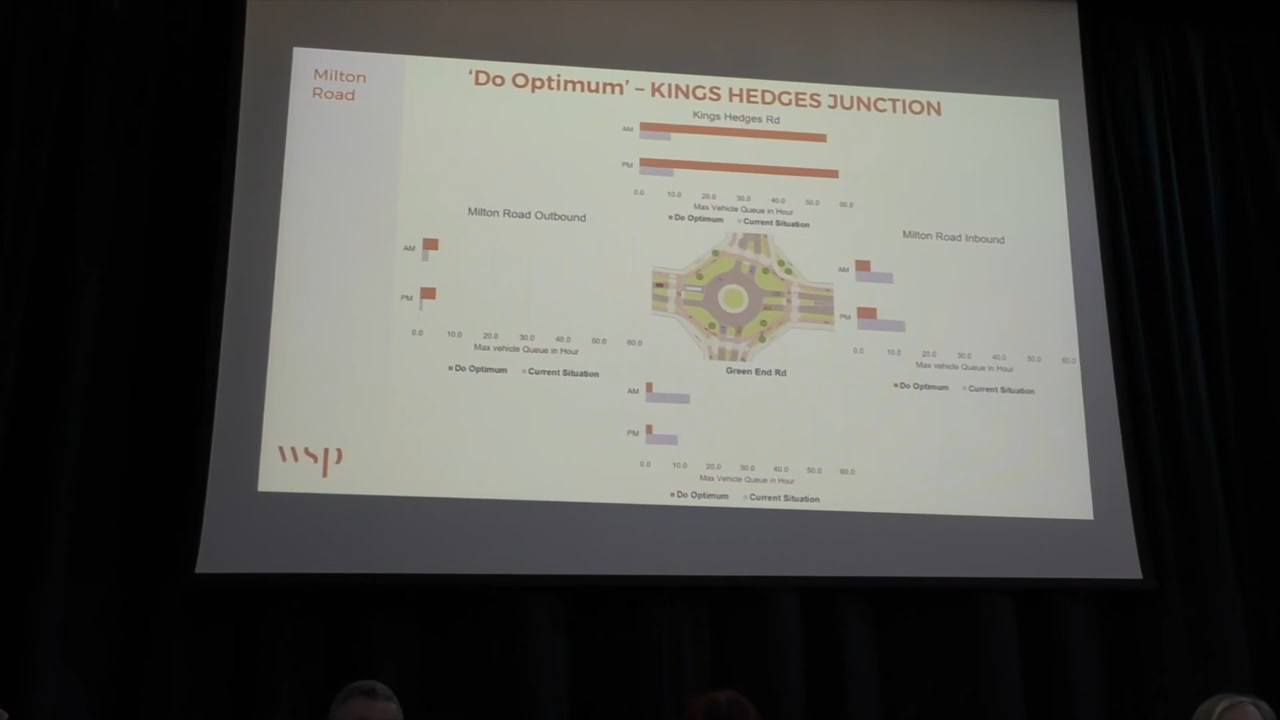 Milton
Road
'Do Optimum' – KINGS HEDGES JUNCTION
Kings Hedges Rd
AM
PM
0.0 10.0 20.0 30.0 40.0 50.0 60.0
Max Vehicle Queue in Hour
Do Optimum Current Situation
Milton Road Outbound
AM
PM
0.0 10.0 20.0 30.0 40.0 50.0 60.0
Max vehicle Queue in Hour
Do Optimum Current Situation
Milton Road Inbound
AM
PM
0.0 10.0 20.0 30.0 40.0 50.0 60.0
Max vehicle Queue in Hour
Do Optimum Current Situation
Green End Rd
AM
PM
0.0 10.0 20.0 30.0 40.0 50.0 60.0
Max Vehicle Queue in Hour
Do Optimum Current Situation
wsp